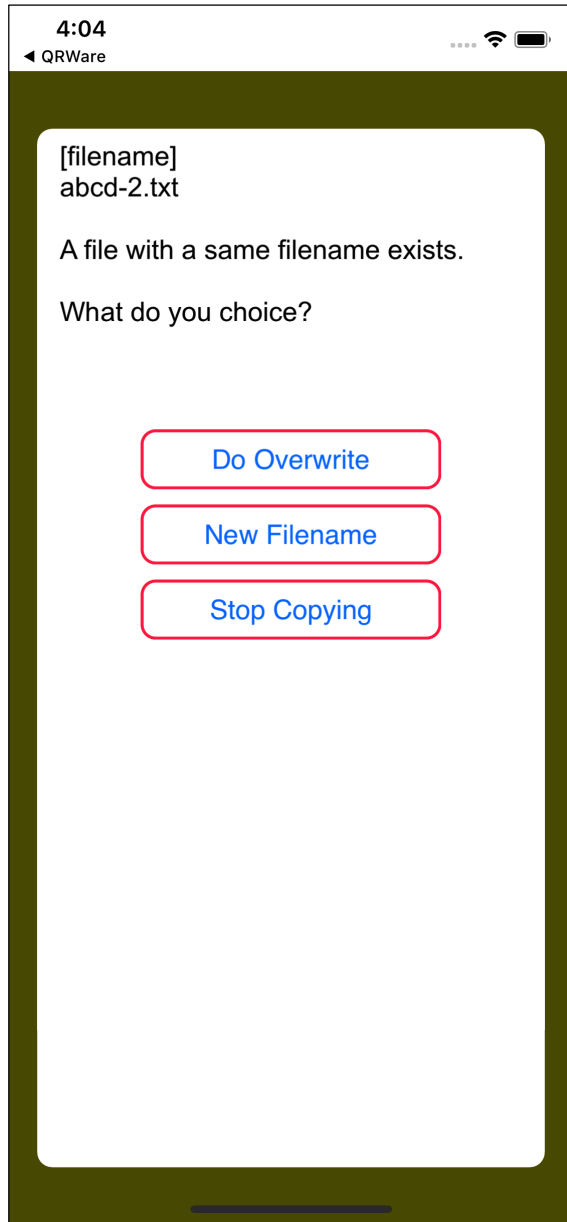 4:04
◀ QRWare
[filename]
abcd-2.txt
A file with a same filename exists.
What do you choice?
Do Overwrite
New Filename
Stop Copying